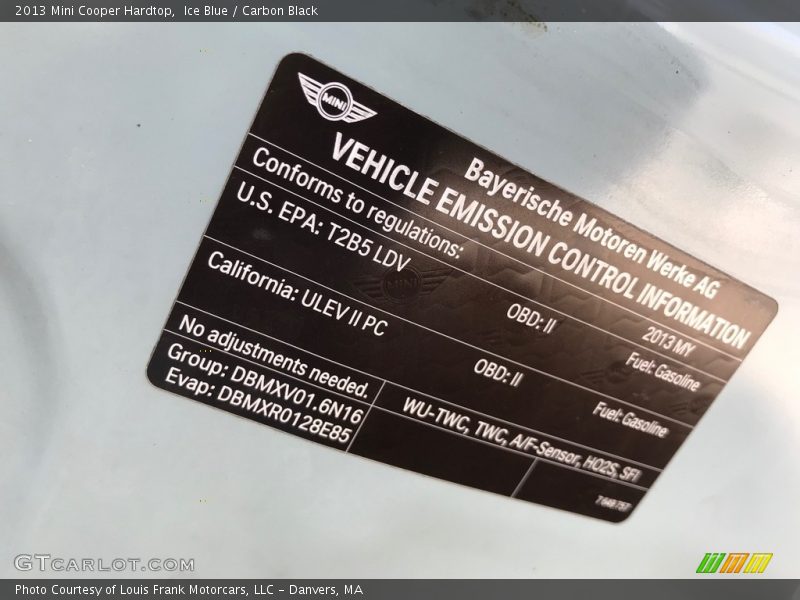 2013 Mini Cooper Hardtop,  Ice Blue / Carbon Black
MINI
Bayerische Motoren Werke AG
VEHICLE EMISSION CONTROL INFORMATION
Conforms to regulations:
2013 MY
U.S. EPA: T2B5 LDV
OBD: II
Fuel: Gasoline
MINI
California: ULEV II PC
OBD: II
Fuel: Gasoline
No adjustments needed.
WU-TWC, TWC, A/F-Sensor, HO2S, SFI
Group: DBMXV01.6N16
Evap: DBMXR0128E85
GTCARLOT.COM
Photo Courtesy of Louis Frank Motorcars, LLC – Danvers, MA